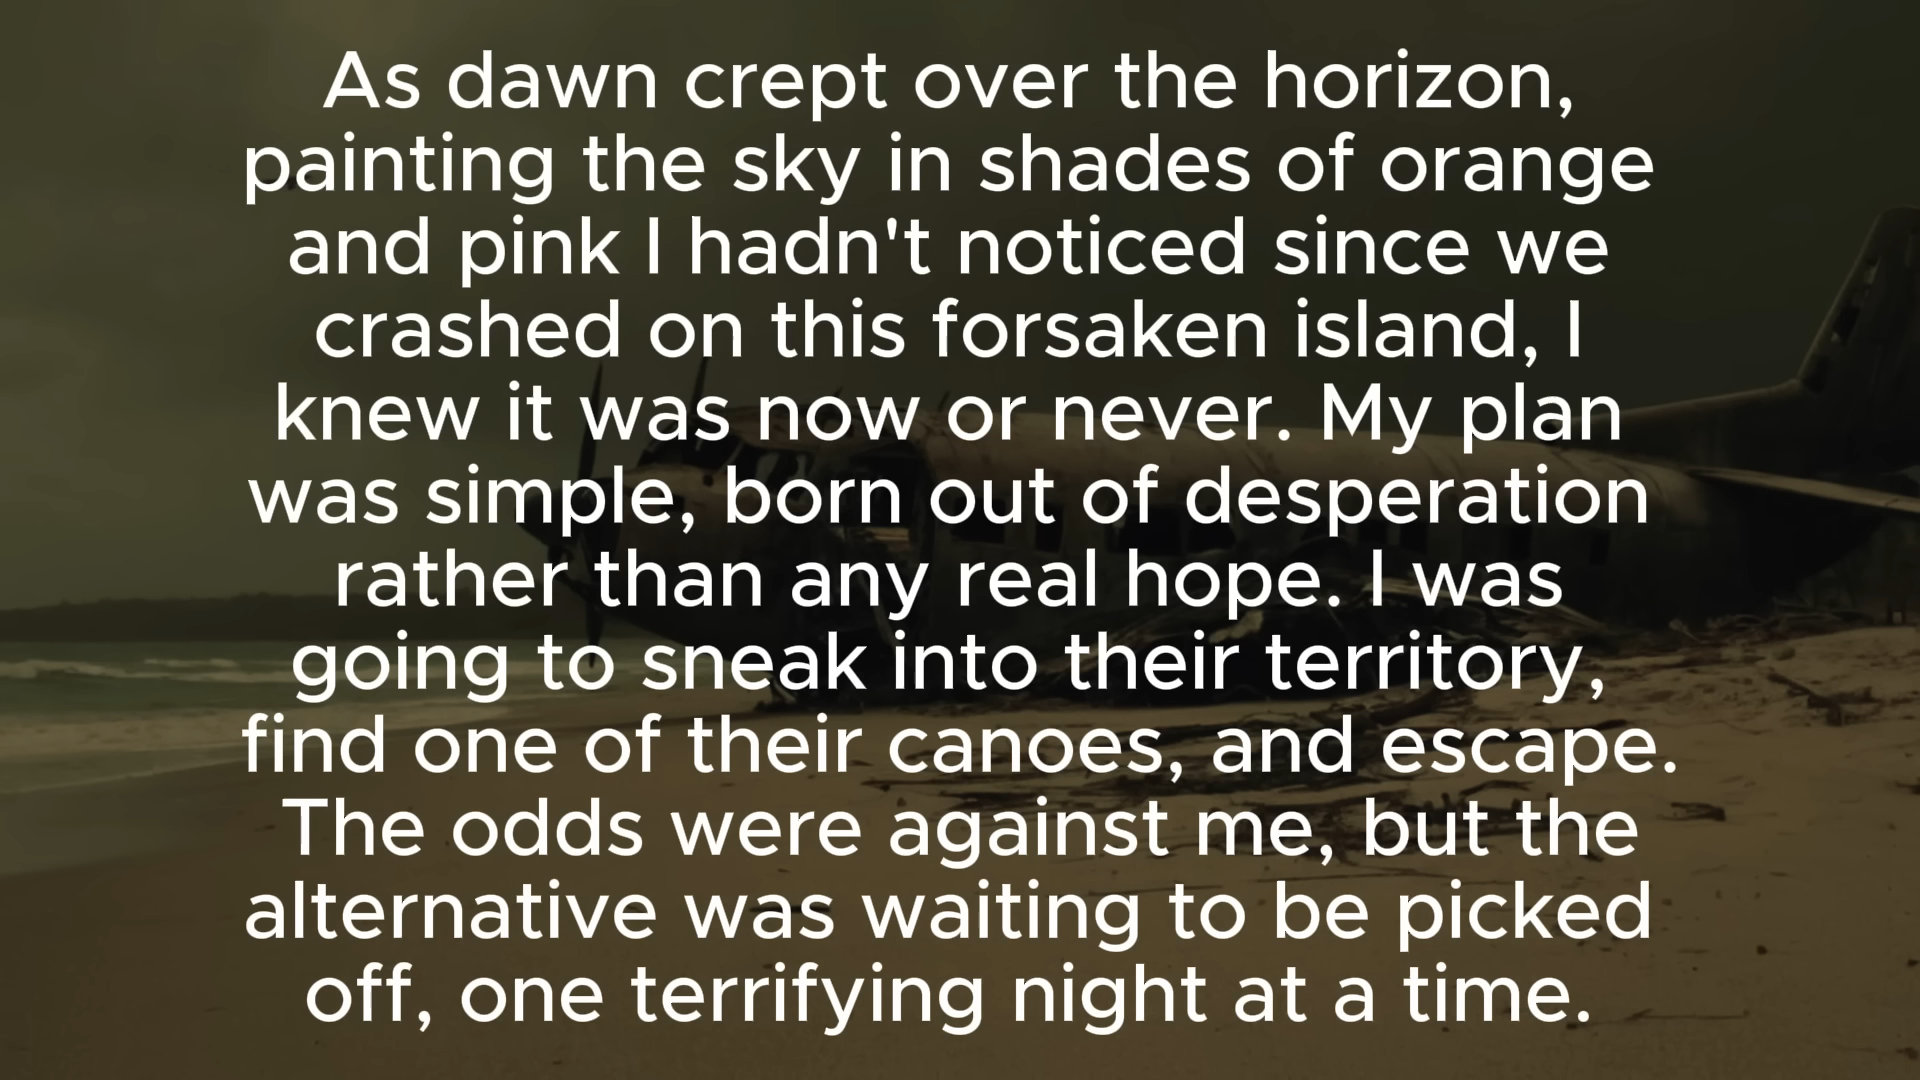 As dawn crept over the horizon,
painting the sky in shades of orange
and pink I hadn't noticed since we
crashed on this forsaken island, I
knew it was now or never. My plan
was simple, born out of desperation
rather than any real hope. I was
going to sneak into their territory,
find one of their canoes, and escape.
The odds were against me, but the
alternative was waiting to be picked
off, one terrifying night at a time.